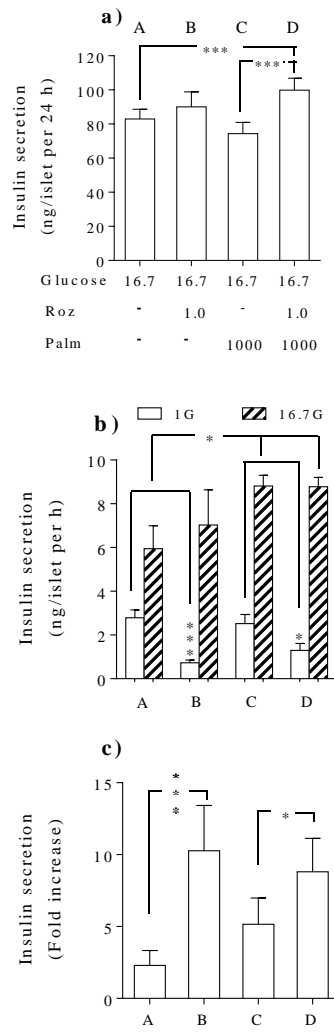 a)
A B C D
***
***
120
100
80
60
40
20
0
Insulin secretion
(ng/islet per 24 h)
Glucose 16.7 16.7 16.7 16.7
Roz - 1.0 - 1.0
Palm - - 1000 1000
b)
1G 16.7G
*
10
8
6
4
2
0
Insulin secretion
(ng/islet per h)
***
*
A B C D
c)
***
*
15
10
5
0
Insulin secretion
(Fold increase)
A B C D